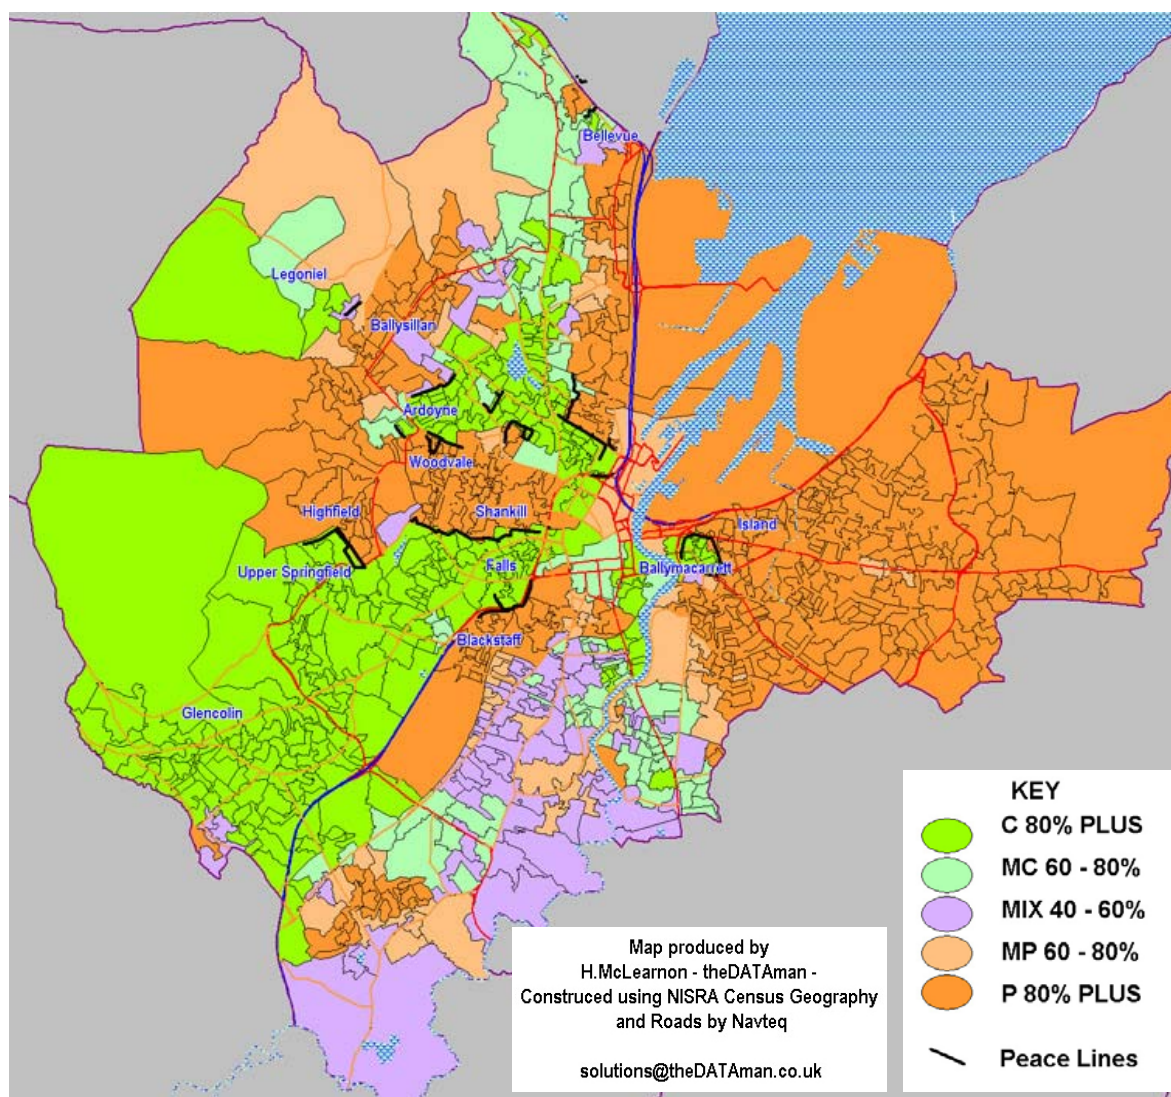 Bellevue
Legoniel
Ballysillan
Ardoyne
Woodvale
Highfield
Shankill
Island
Upper Springfield
Falls
Ballymacarrett
Blackstaff
Glencolin
KEY
C 80% PLUS
MC 60 - 80%
MIX 40 - 60%
MP 60 - 80%
P 80% PLUS
Peace Lines
Map produced by
H.McLearnon - theDATAman -
Construced using NISRA Census Geography
and Roads by Navteq
solutions@theDATAman.co.uk